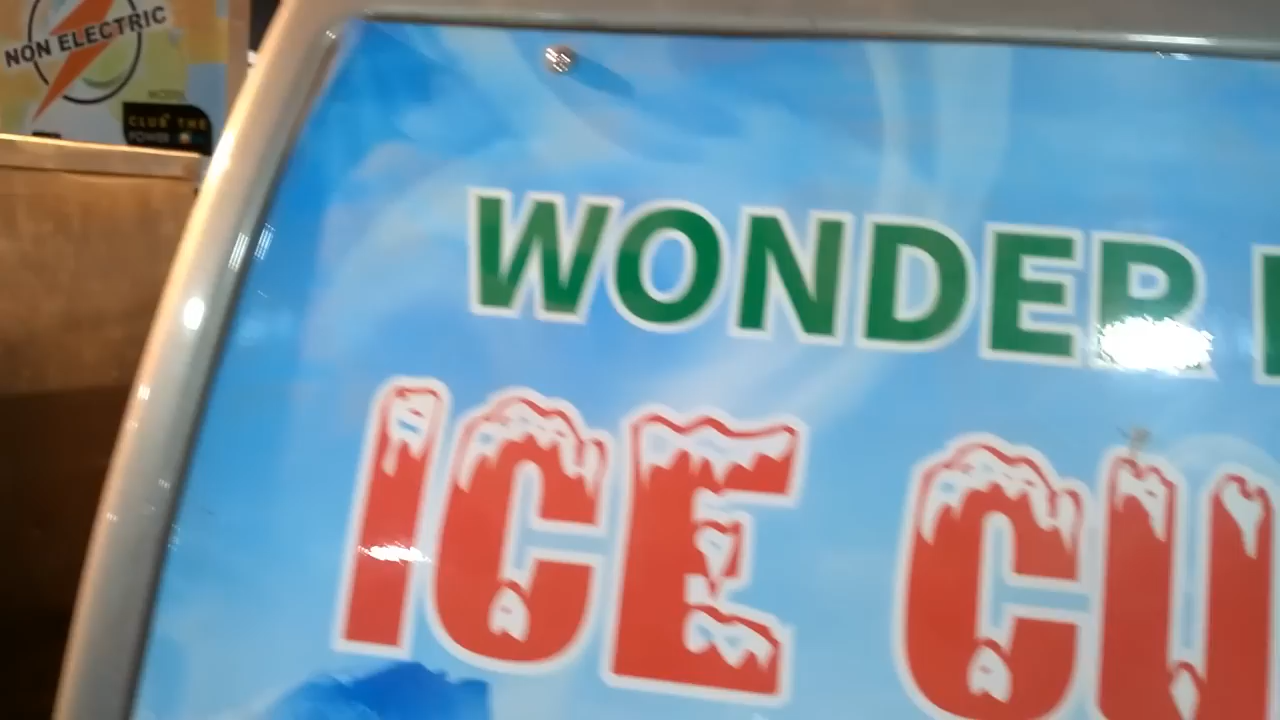 NON ELECTRIC
CLUB THE
POWER
WONDER
ICE CU